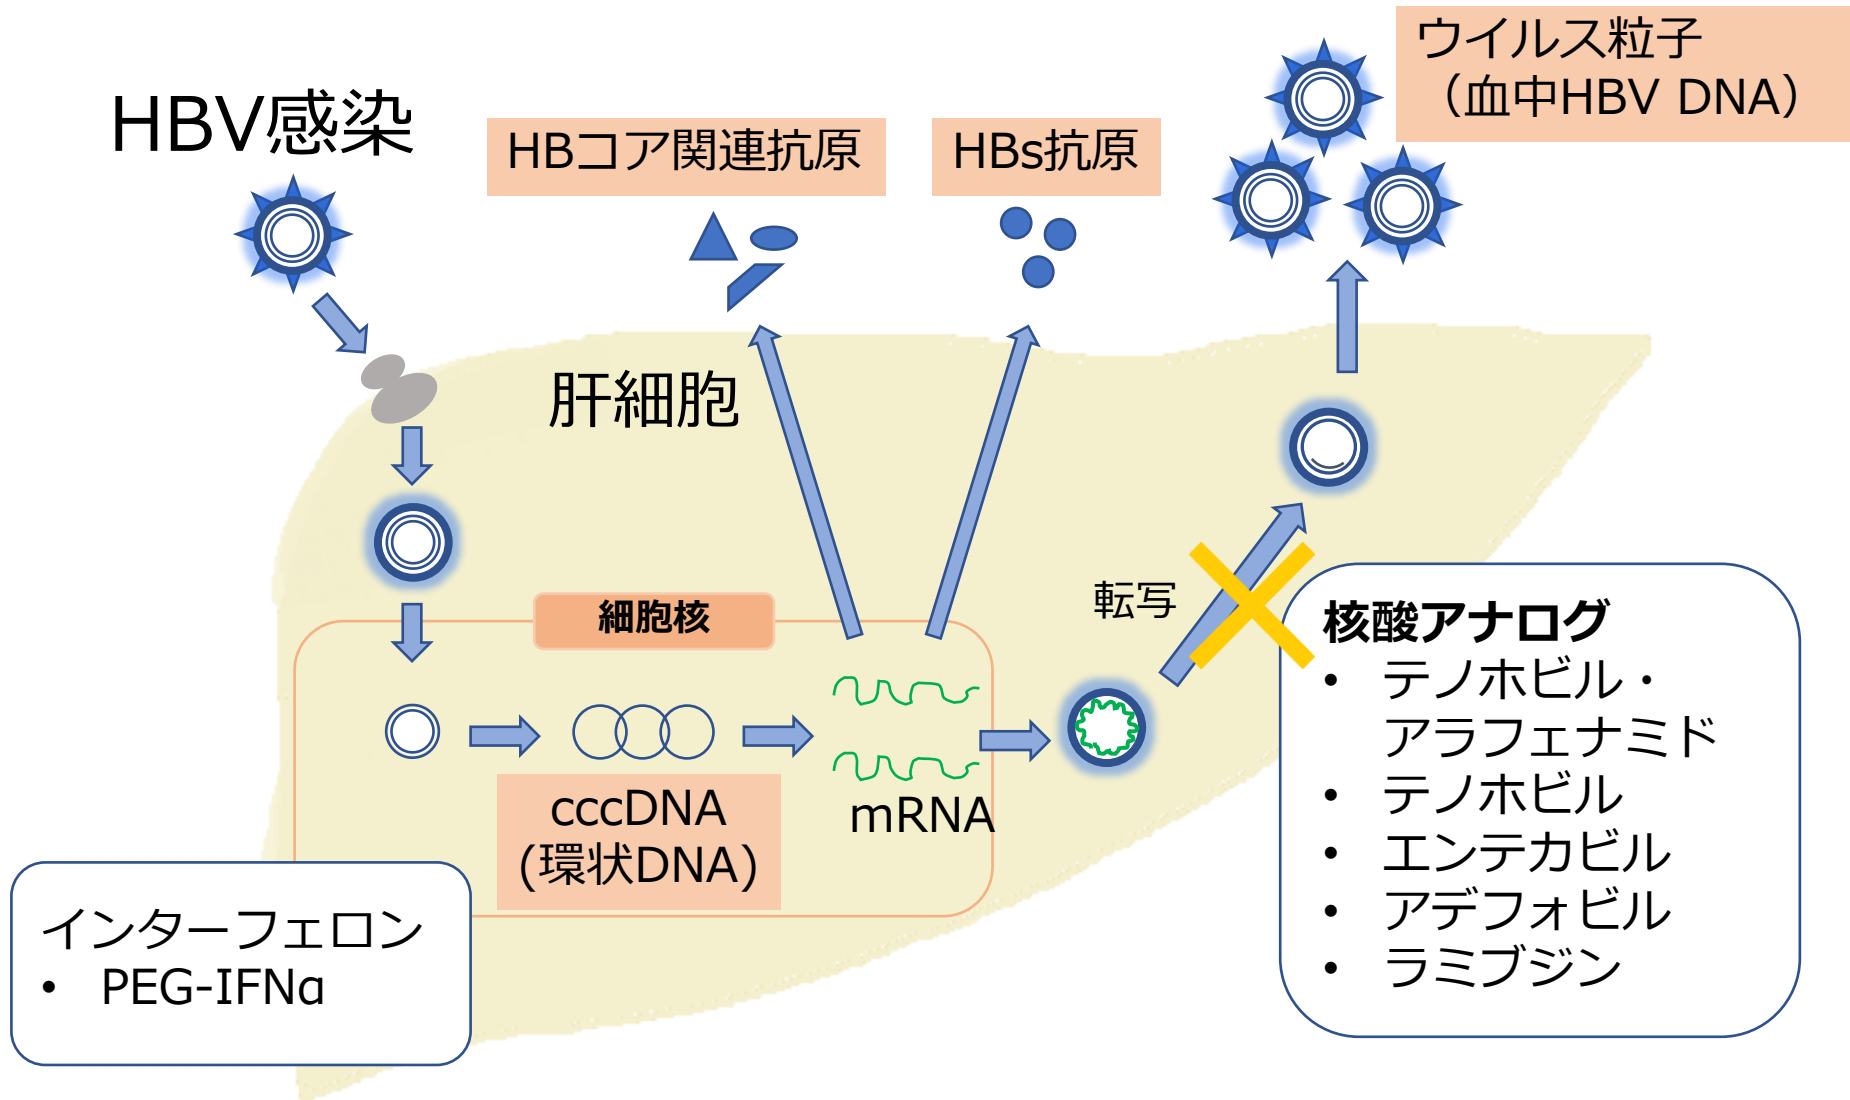 ウイルス粒子
（血中HBV DNA）
HBV感染
HBコア関連抗原
HBs抗原
肝細胞
転写
細胞核
核酸アナログ
• テノホビル・
アラフェナミド
• テノホビル
• エンテカビル
• アデフォビル
• ラミブジン
cccDNA
(環状DNA)
mRNA
インターフェロン
• PEG-IFNα